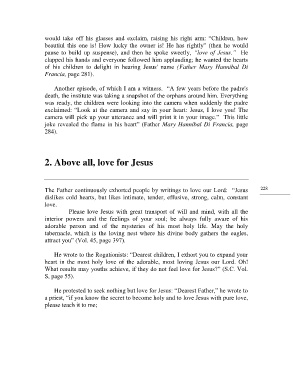 would take off his glasses and exclaim, raising his right arm: “Children, how
beautiful this one is! How lucky the owner is! He has rightly” (then he would
pause to build up suspense), and then he spoke sweetly, “love of Jesus.” He
clapped his hands and everyone followed him applauding; he wanted the hearts
of his children to delight in hearing Jesus' name (Father Mary Hannibal Di
Francia, page 281).
Another episode, of which I am a witness. “A few years before the padre's
death, the institute was taking a snapshot of the orphans around him. Everything
was ready, the children were looking into the camera when suddenly the padre
exclaimed: “Look at the camera and say in your heart: Jesus, I love you! The
camera will pick up your utterance and will print it in your image.” This little
joke revealed the flame in his heart” (Father Mary Hannibal Di Francia, page
284).
2. Above all, love for Jesus
The Father continuously exhorted people by writings to love our Lord: “Jesus
dislikes cold hearts, but likes intimate, tender, effusive, strong, calm, constant
love.
Please love Jesus with great transport of will and mind, with all the
interior powers and the feelings of your soul; be always fully aware of his
adorable person and of the mysteries of his most holy life. May the holy
tabernacle, which is the loving nest where his divine body gathers the eagles,
attract you” (Vol. 45, page 397).
He wrote to the Rogationists: “Dearest children, I exhort you to expand your
heart in the most holy love of the adorable, most loving Jesus our Lord. Oh!
What results may youths achieve, if they do not feel love for Jesus?” (S.C. Vol.
5, page 55).
He protested to seek nothing but love for Jesus: “Dearest Father,” he wrote to
a priest, “if you know the secret to become holy and to love Jesus with pure love,
please teach it to me;
228